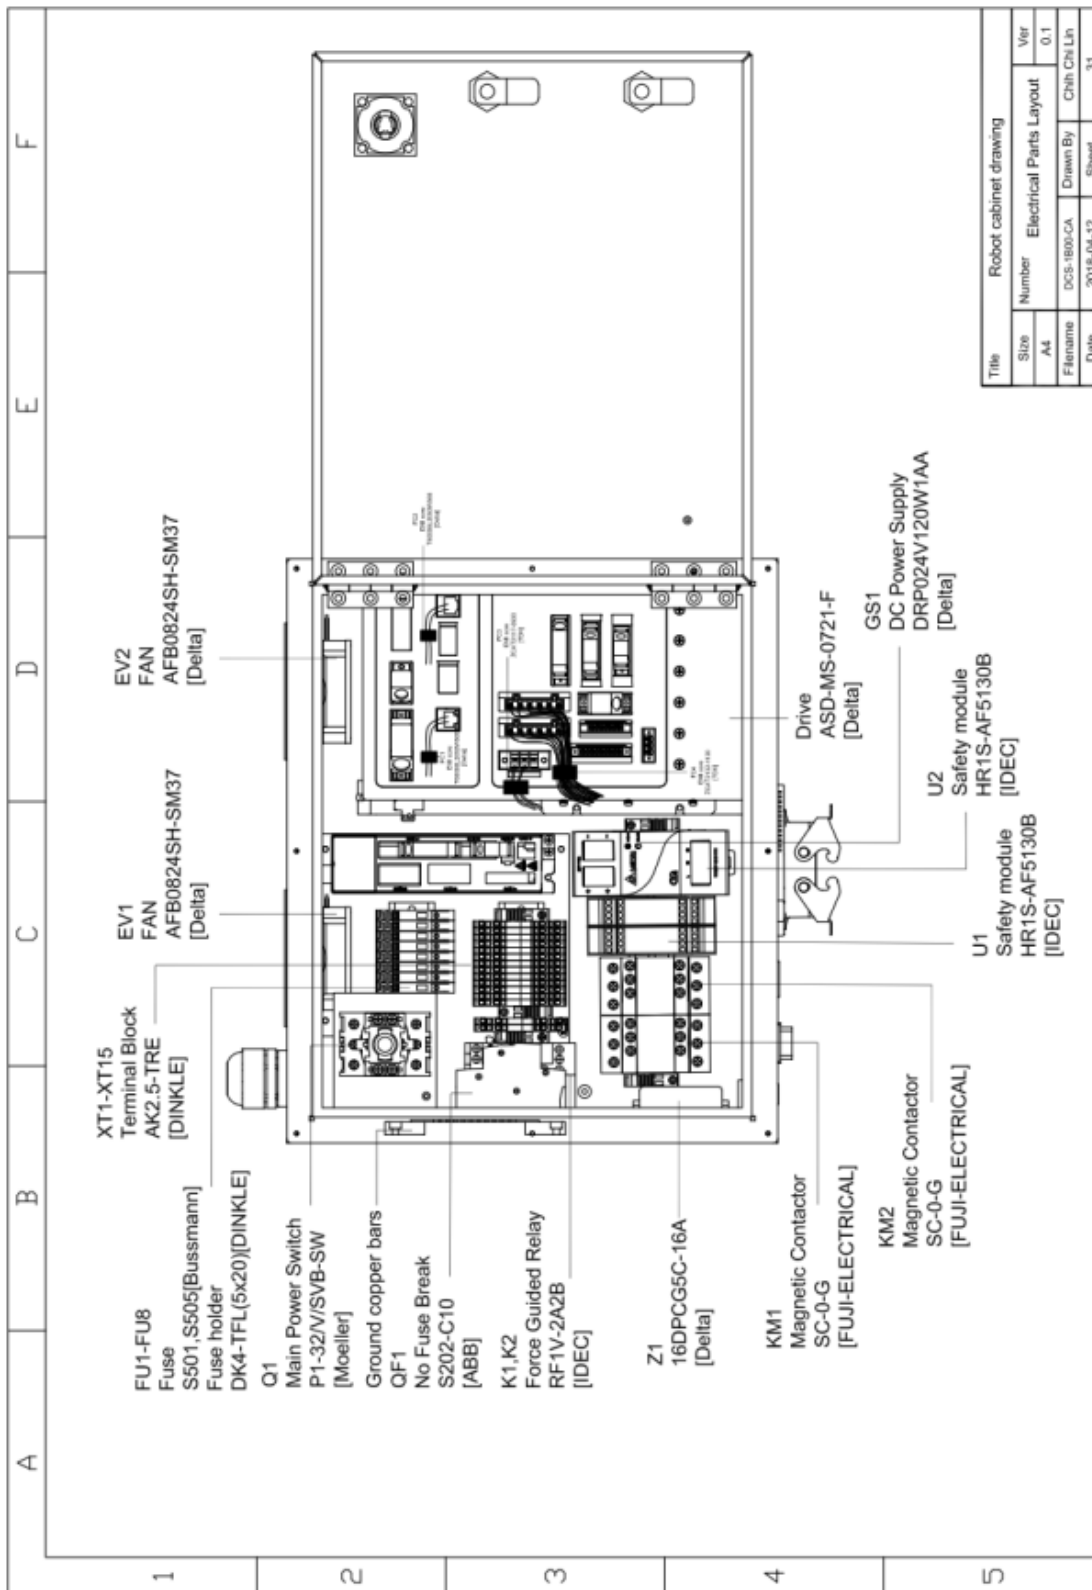 A
B
C
D
E
F
1
2
3
4
5
FU1-FU8
Fuse
S501,S505[Bussmann]
Fuse holder
DK4-TFL(5x20)[DINKLE]
Q1
Main Power Switch
P1-32/V/SVB-SW
[Moeller]
Ground copper bars
QF1
No Fuse Break
S202-C10
[ABB]
K1,K2
Force Guided Relay
RF1V-2A2B
[IDEC]
Z1
16DPCG5C-16A
[Delta]
KM1
Magnetic Contactor
SC-0-G
[FUJI-ELECTRICAL]
KM2
Magnetic Contactor
SC-0-G
[FUJI-ELECTRICAL]
XT1-XT15
Terminal Block
AK2.5-TRE
[DINKLE]
EV1
FAN
AFB0824SH-SM37
[Delta]
EV2
FAN
AFB0824SH-SM37
[Delta]
U1
Safety module
HR1S-AF5130B
[IDEC]
U2
Safety module
HR1S-AF5130B
[IDEC]
Drive
ASD-MS-0721-F
[Delta]
GS1
DC Power Supply
DRP024V120W1AA
[Delta]
Title Robot cabinet drawing
Size Number Ver
A4 Electrical Parts Layout 0.1
Filename DCS-1B00-CA Drawn By Chih Chi Lin
Date 2018-04-12 Sheet 21